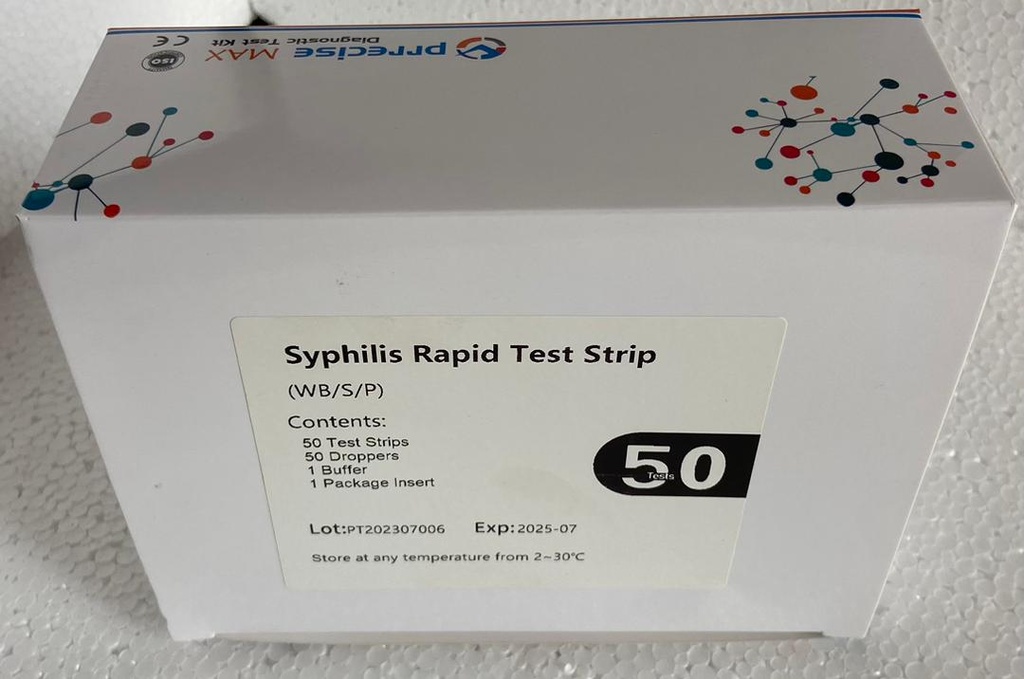 prrecise MAX
Diagnostic Test Kit
ISO
CE
Syphilis Rapid Test Strip
(WB/S/P)
Contents:
50 Test Strips
50 Droppers
1 Buffer
1 Package Insert
50
Tests
Lot:PT202307006 Exp:2025-07
Store at any temperature from 2~30℃